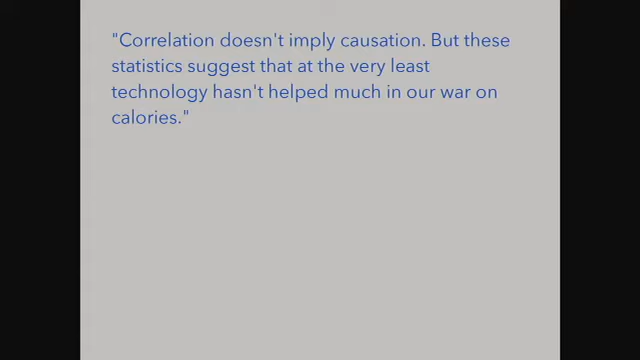 "Correlation doesn't imply causation. But these
statistics suggest that at the very least
technology hasn't helped much in our war on
calories."